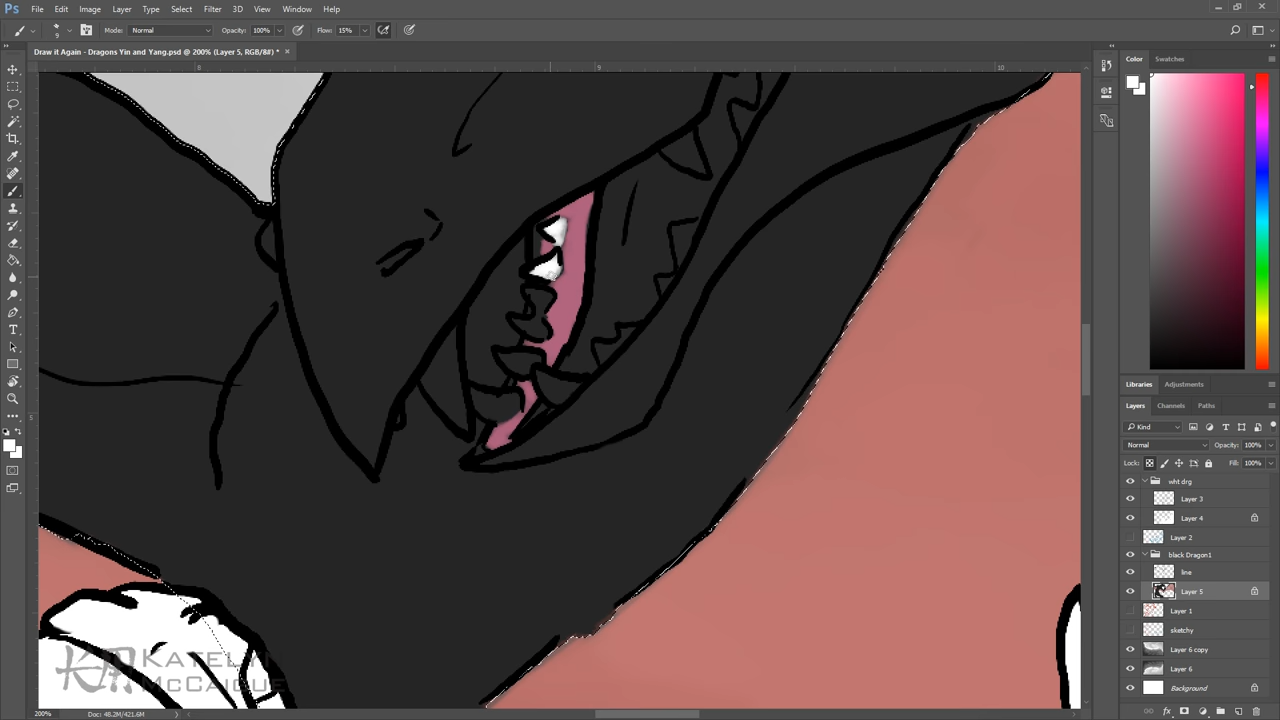 Ps File Edit Image Layer Type Select Filter 3D View Window Help
Mode: Normal Opacity: 100% Flow: 15%
9
Draw it Again - Dragons Yin and Yang.psd @ 200% (Layer 5, RGB/8#) * ×
8 9 10
5
Color Swatches
Libraries Adjustments
Layers Channels Paths
Kind
Normal Opacity: 100%
Lock: Fill: 100%
wht drg
Layer 3
Layer 4
Layer 2
black Dragon1
line
Layer 5
Layer 1
sketchy
Layer 6 copy
Layer 6
Background
200% Doc: 48.2M/421.6M